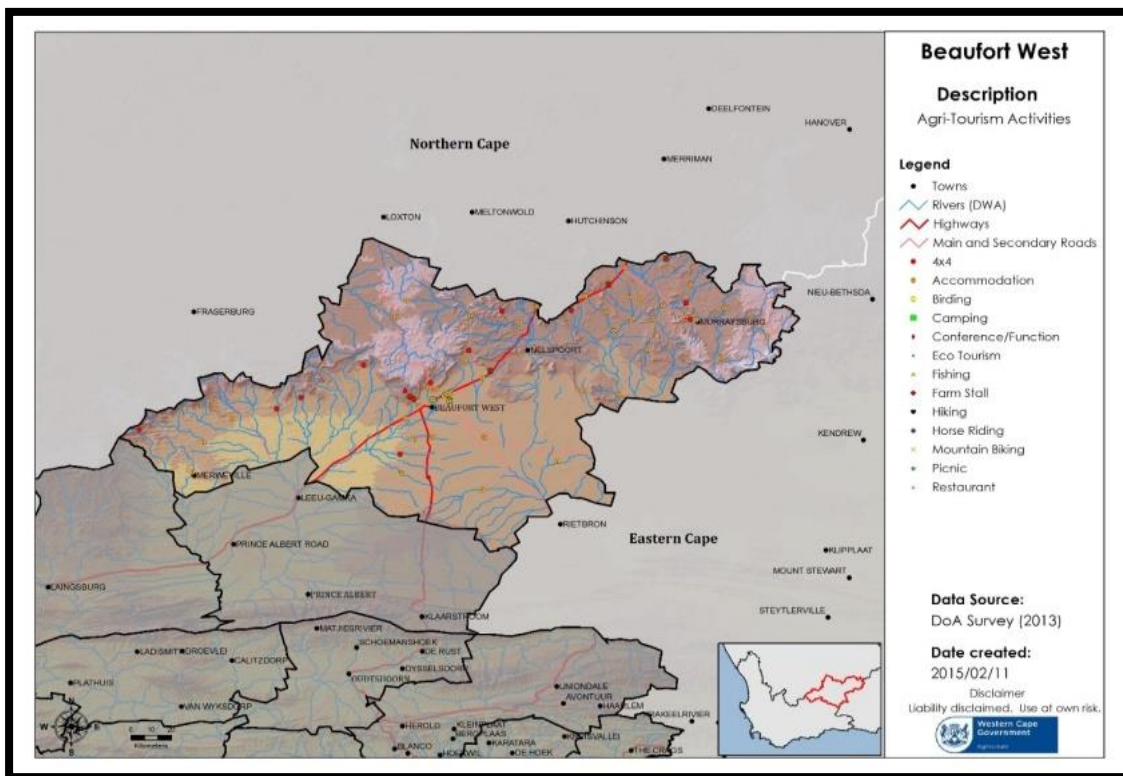 Beaufort West
Description
Agri-Tourism Activities
Legend
Towns
Rivers (DWA)
Highways
Main and Secondary Roads
4x4
Accommodation
Birding
Camping
Conference/Function
Eco Tourism
Fishing
Farm Stall
Hiking
Horse Riding
Mountain Biking
Picnic
Restaurant
Data Source:
DoA Survey (2013)
Date created:
2015/02/11
Disclaimer
Liability disclaimed. Use at own risk.
Western Cape
Government
DEELFONTEIN
HANOVER
Northern Cape
MERRIMAN
LOXTON
MELTONWOLD
HUTCHINSON
NIEU-BETHSDA
FRASERBURG
MURRAYSBURG
NELSPOORT
BEAUFORT WEST
KENDREW
MERWEVILLE
LEEU-GAMKA
RIETBRON
Eastern Cape
PRINCE ALBERT ROAD
KLIPPLAAT
MOUNT STEWART
LAINGSBURG
PRINCE ALBERT
STEYTLERVILLE
KLAARSTROOM
MATJIESRIVIER
SCHOEMANSHOEK
LADISMITH
DROEVLEI
DE RUST
CALITZDORP
DYSSELSDORP
OUDTSHOORN
PLATHUIS
UNIONDALE
AVONTUUR
VAN WYKSDORP
HAARLEM
HEROLD
KLEINPLAAT
BERGPLAAS
BLANCO
KARATARA
DE HOEK
THE CRAGS
N
W
E
S
0 10 20
Kilometers